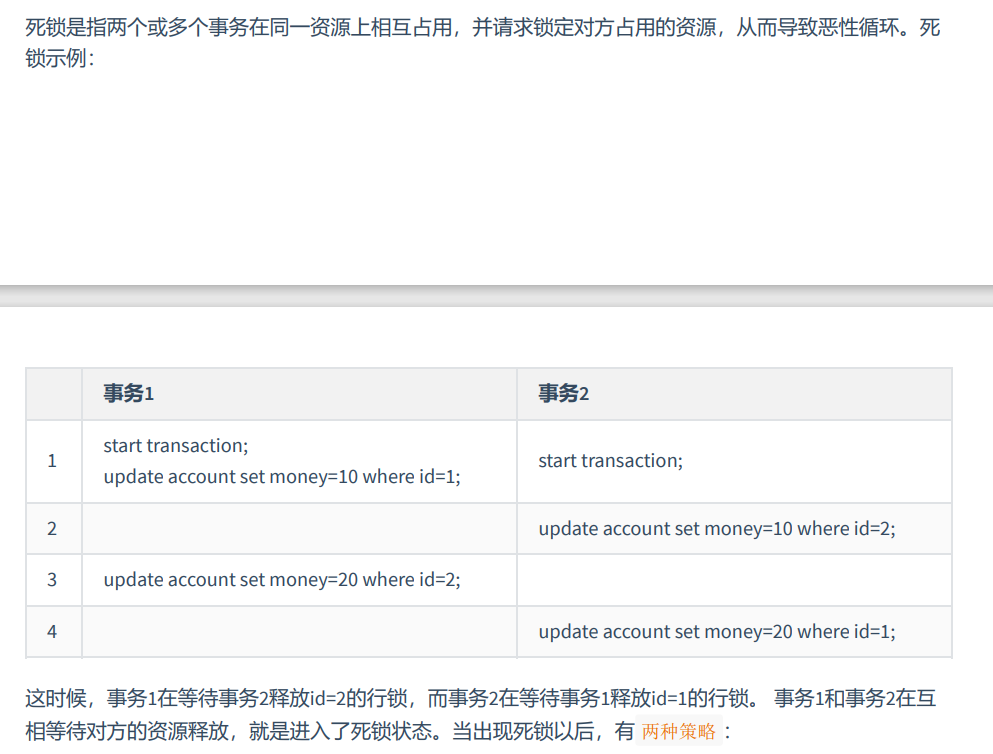 死锁是指两个或多个事务在同一资源上相互占用，并请求锁定对方占用的资源，从而导致恶性循环。死
锁示例：
事务1 事务2
1 start transaction; start transaction;
update account set money=10 where id=1;
2 update account set money=10 where id=2;
3 update account set money=20 where id=2;
4 update account set money=20 where id=1;
这时候，事务1在等待事务2释放id=2的行锁，而事务2在等待事务1释放id=1的行锁。 事务1和事务2在互
相等待对方的资源释放，就是进入了死锁状态。当出现死锁以后，有 两种策略 ：